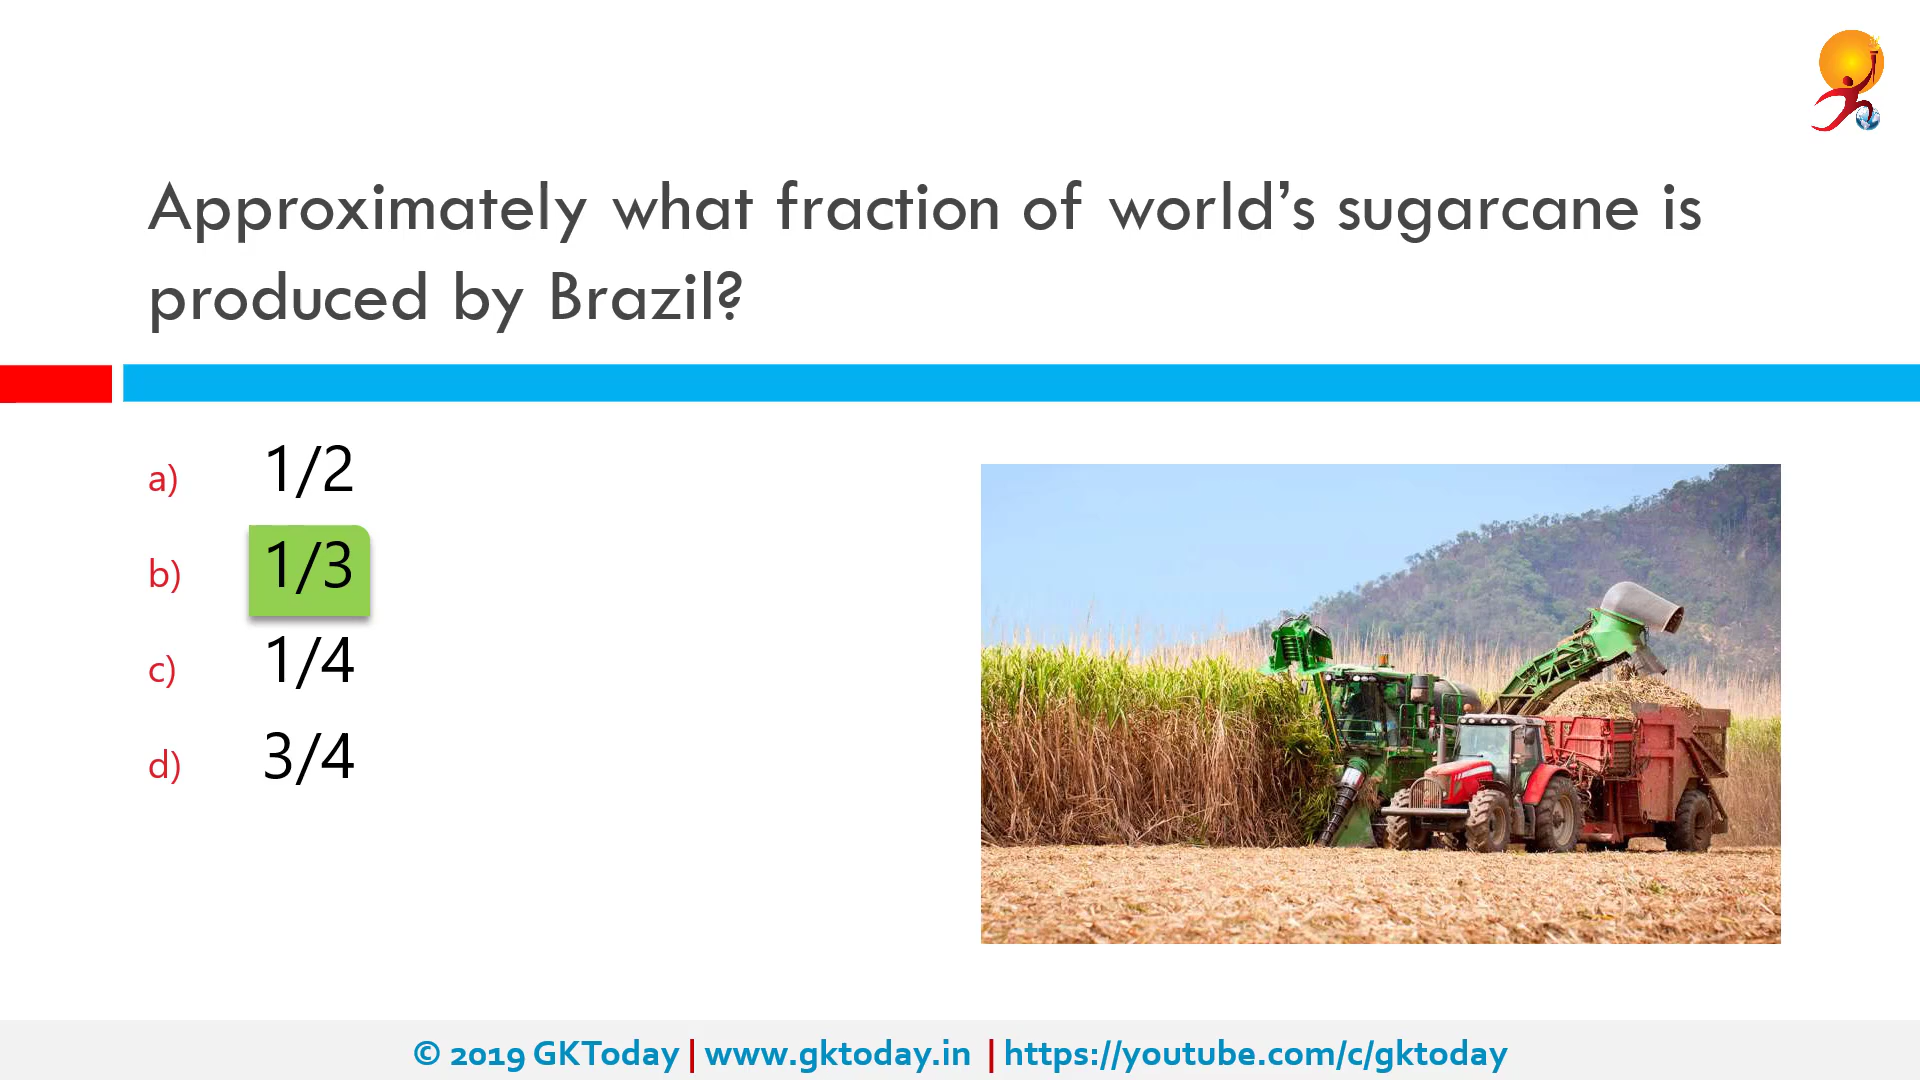 Approximately what fraction of world’s sugarcane is
produced by Brazil?
a) 1/2
b) 1/3
c) 1/4
d) 3/4
© 2019 GKToday | www.gktoday.in | https://youtube.com/c/gktoday